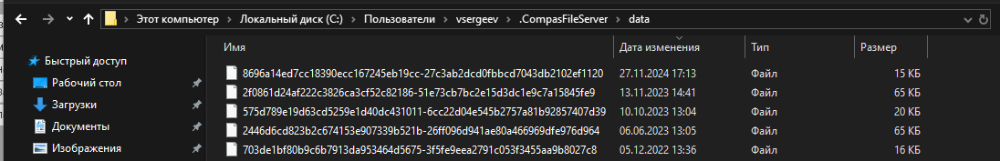 Этот компьютер > Локальный диск (C:) > Пользователи > vsergeev > .CompasFileServer > data
Имя Дата изменения Тип Размер
Быстрый доступ
Рабочий стол
Загрузки
Документы
Изображения
8696a14ed7cc18390ecc167245eb19cc-27c3ab2dcd0fbbcd7043db2102ef1120 27.11.2024 17:13 Файл 15 КБ
2f0861d24af222c3826ca3cf52c82186-51e73cb7bc2e15d3dc1e9c7a15845fe9 13.11.2023 14:41 Файл 65 КБ
575d789e19d63cd5259e1d40dc431011-6cc22d04e545b2757a81b92857407d39 10.10.2023 13:04 Файл 20 КБ
2446d6cd823b2c674153e907339b521b-26ff096d941ae80a466969dfe976d964 06.06.2023 13:05 Файл 65 КБ
703de1bf80b9c6b7913da953464d5675-3f5fe9eea2791c053f3455aa9b8027c8 05.12.2022 13:36 Файл 16 КБ